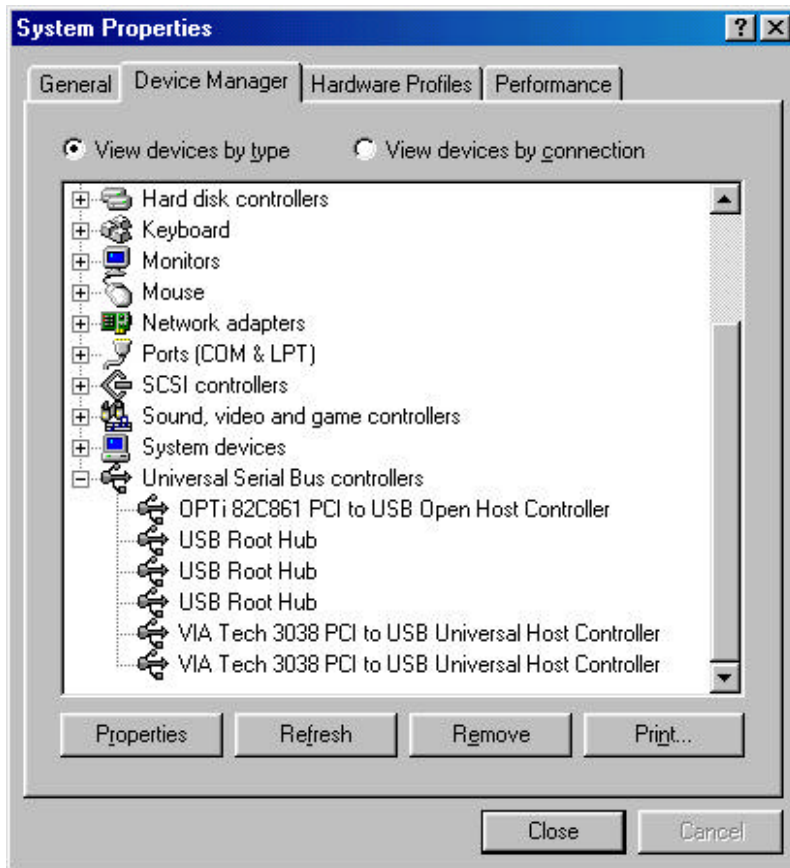 System Properties
General Device Manager Hardware Profiles Performance
View devices by type View devices by connection
Hard disk controllers
Keyboard
Monitors
Mouse
Network adapters
Ports (COM & LPT)
SCSI controllers
Sound, video and game controllers
System devices
Universal Serial Bus controllers
OPTi 82C861 PCI to USB Open Host Controller
USB Root Hub
USB Root Hub
USB Root Hub
VIA Tech 3038 PCI to USB Universal Host Controller
VIA Tech 3038 PCI to USB Universal Host Controller
Properties Refresh Remove Print...
Close Cancel